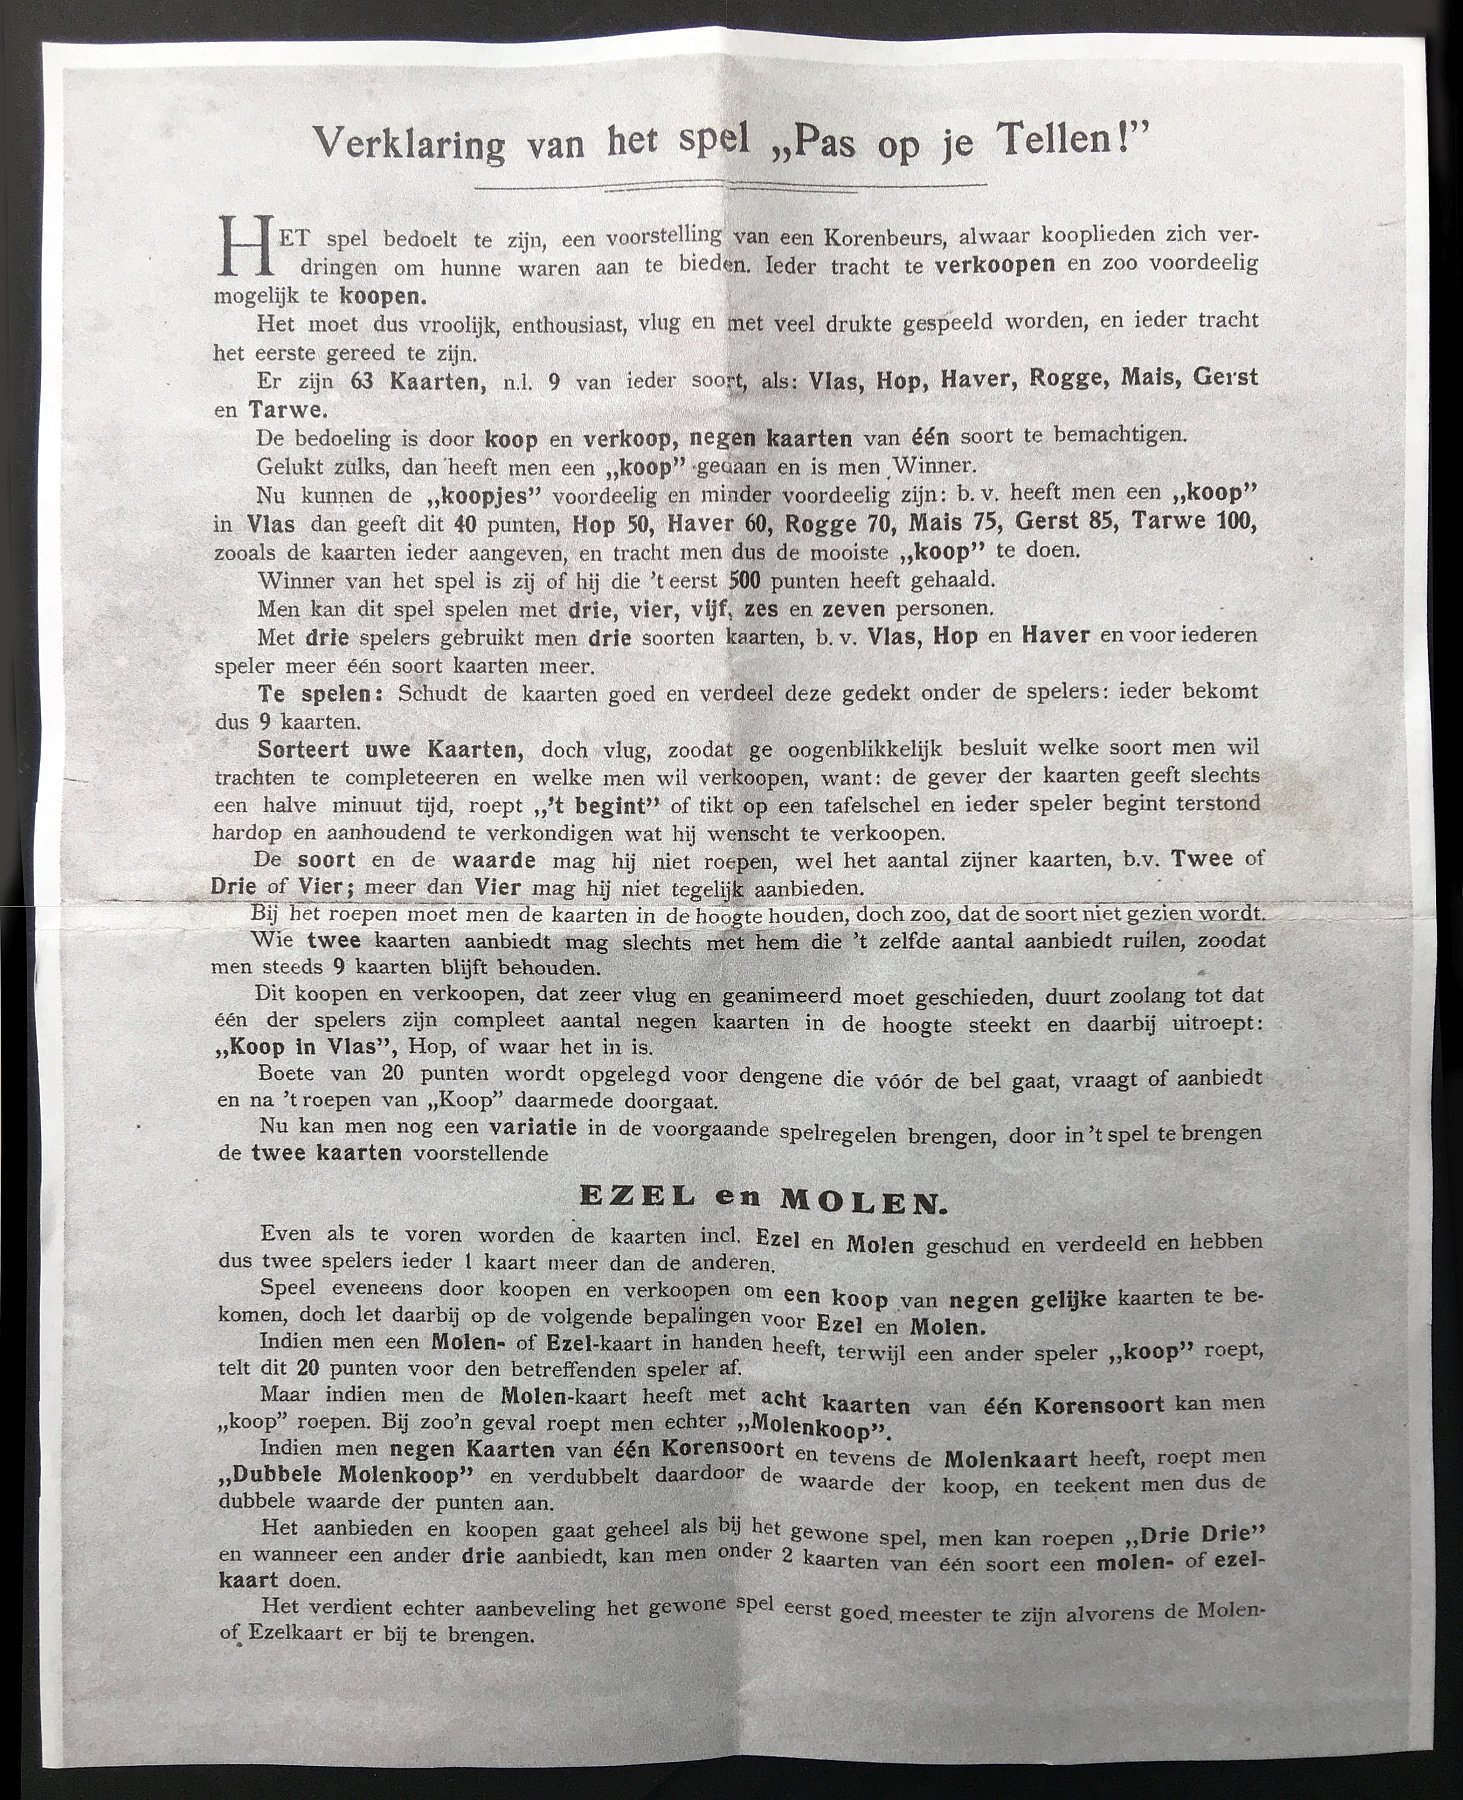 Verklaring van het spel „Pas op je Tellen!”
HET spel bedoelt te zijn, een voorstelling van een Korenbeurs, alwaar kooplieden zich ver-
dringen om hunne waren aan te bieden. Ieder tracht te verkoopen en zoo voordeelig
mogelijk te koopen.
Het moet dus vroolijk, enthousiast, vlug en met veel drukte gespeeld worden, en ieder tracht
het eerste gereed te zijn.
Er zijn 63 Kaarten, n.l. 9 van ieder soort, als: Vlas, Hop, Haver, Rogge, Mais, Gerst
en Tarwe.
De bedoeling is door koop en verkoop, negen kaarten van één soort te bemachtigen.
Gelukt zulks, dan heeft men een „koop” gedaan en is men Winner.
Nu kunnen de „koopjes” voordeelig en minder voordeelig zijn: b. v. heeft men een „koop”
in Vlas dan geeft dit 40 punten, Hop 50, Haver 60, Rogge 70, Mais 75, Gerst 85, Tarwe 100,
zooals de kaarten ieder aangeven, en tracht men dus de mooiste „koop” te doen.
Winner van het spel is zij of hij die 't eerst 500 punten heeft gehaald.
Men kan dit spel spelen met drie, vier, vijf, zes en zeven personen.
Met drie spelers gebruikt men drie soorten kaarten, b. v. Vlas, Hop en Haver en voor iederen
speler meer één soort kaarten meer.
Te spelen: Schudt de kaarten goed en verdeel deze gedekt onder de spelers: ieder bekomt
dus 9 kaarten.
Sorteert uwe Kaarten, doch vlug, zoodat ge oogenblikkelijk besluit welke soort men wil
trachten te completeeren en welke men wil verkoopen, want: de gever der kaarten geeft slechts
een halve minuut tijd, roept „'t begint” of tikt op een tafelschel en ieder speler begint terstond
hardop en aanhoudend te verkondigen wat hij wenscht te verkoopen.
De soort en de waarde mag hij niet roepen, wel het aantal zijner kaarten, b.v. Twee of
Drie of Vier; meer dan Vier mag hij niet tegelijk aanbieden.
Bij het roepen moet men de kaarten in de hoogte houden, doch zoo, dat de soort niet gezien wordt.
Wie twee kaarten aanbiedt mag slechts met hem die 't zelfde aantal aanbiedt ruilen, zoodat
men steeds 9 kaarten blijft behouden.
Dit koopen en verkoopen, dat zeer vlug en geanimeerd moet geschieden, duurt zoolang tot dat
één der spelers zijn compleet aantal negen kaarten in de hoogte steekt en daarbij uitroept:
„Koop in Vlas”, Hop, of waar het in is.
Boete van 20 punten wordt opgelegd voor dengene die vóór de bel gaat, vraagt of aanbiedt
en na 't roepen van „Koop” daarmede doorgaat.
Nu kan men nog een variatie in de voorgaande spelregelen brengen, door in 't spel te brengen
de twee kaarten voorstellende
EZEL en MOLEN.
Even als te voren worden de kaarten incl. Ezel en Molen geschud en verdeeld en hebben
dus twee spelers ieder 1 kaart meer dan de anderen.
Speel eveneens door koopen en verkoopen om een koop van negen gelijke kaarten te be-
komen, doch let daarbij op de volgende bepalingen voor Ezel en Molen.
Indien men een Molen- of Ezel-kaart in handen heeft, terwijl een ander speler „koop” roept,
telt dit 20 punten voor den betreffenden speler af.
Maar indien men de Molen-kaart heeft met acht kaarten van één Korensoort kan men
„koop” roepen. Bij zoo'n geval roept men echter „Molenkoop”.
Indien men negen Kaarten van één Korensoort en tevens de Molenkaart heeft, roept men
„Dubbele Molenkoop” en verdubbelt daardoor de waarde der koop, en teekent men dus de
dubbele waarde der punten aan.
Het aanbieden en koopen gaat geheel als bij het gewone spel, men kan roepen „Drie Drie”
en wanneer een ander drie aanbiedt, kan men onder 2 kaarten van één soort een molen- of ezel-
kaart doen.
Het verdient echter aanbeveling het gewone spel eerst goed meester te zijn alvorens de Molen-
of Ezelkaart er bij te brengen.